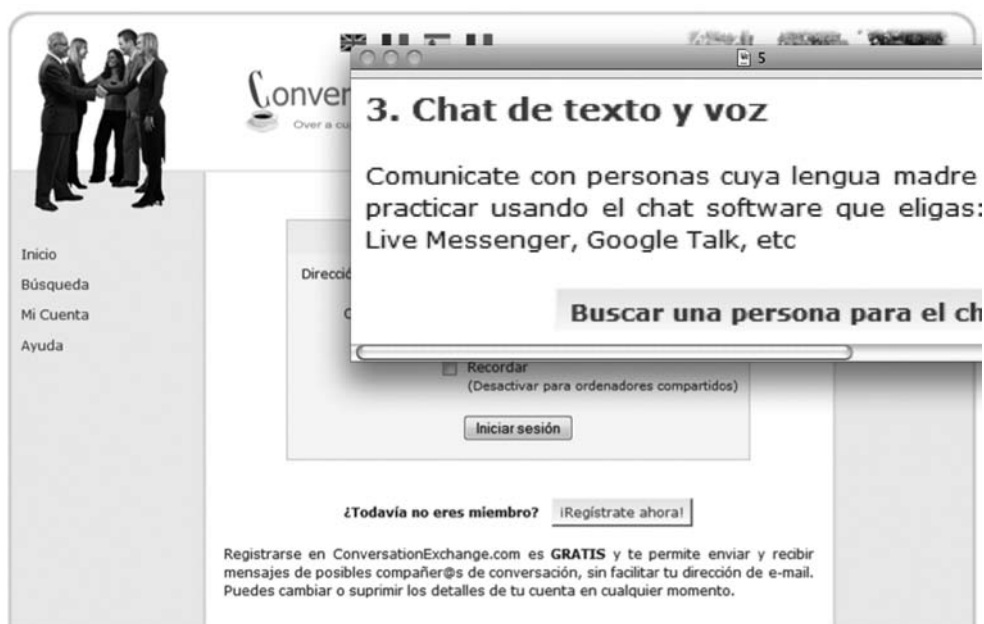 Over a cu
5
3. Chat de texto y voz
Comunicate con personas cuya lengua madre
practicar usando el chat software que eligas:
Live Messenger, Google Talk, etc
Buscar una persona para el ch
Inicio
Búsqueda
Mi Cuenta
Ayuda
Direcció
Recordar
(Desactivar para ordenadores compartidos)
Iniciar sesión
¿Todavía no eres miembro? ¡Regístrate ahora!
Registrarse en ConversationExchange.com es GRATIS y te permite enviar y recibir
mensajes de posibles compañer@s de conversación, sin facilitar tu dirección de e-mail.
Puedes cambiar o suprimir los detalles de tu cuenta en cualquier momento.